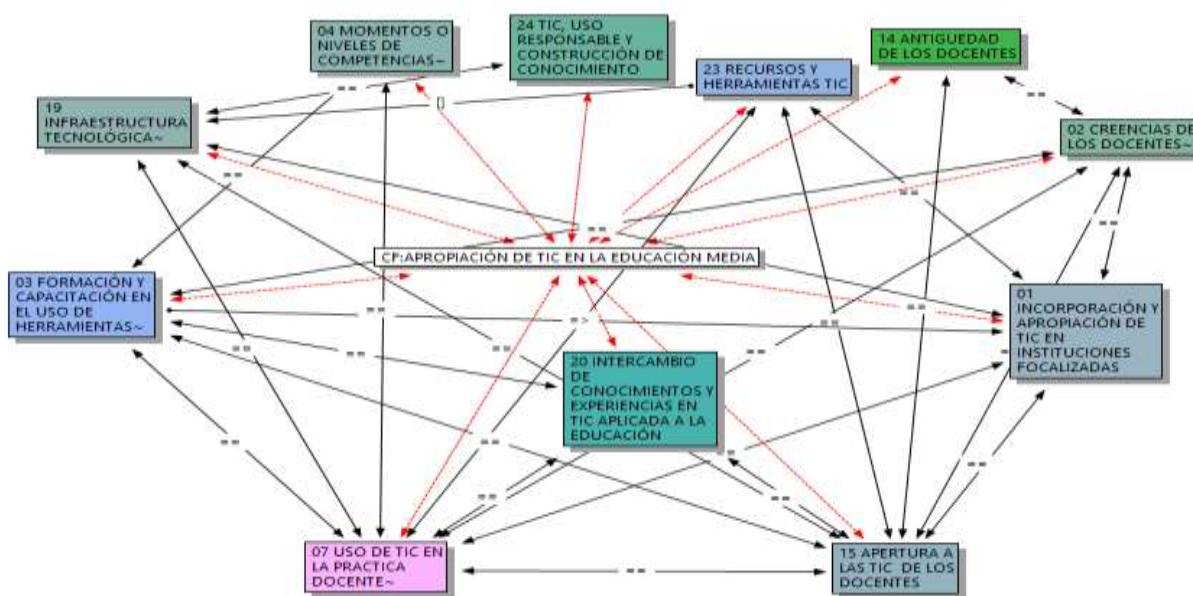 04 MOMENTOS O
NIVELES DE
COMPETENCIAS~
24 TIC, USO
RESPONSABLE Y
CONSTRUCCIÓN DE
CONOCIMIENTO
14 ANTIGUEDAD
DE LOS DOCENTES
23 RECURSOS Y
HERRAMIENTAS TIC
19
INFRAESTRUCTURA
TECNOLÓGICA~
02 CREENCIAS DE
LOS DOCENTES~
CF:APROPIACIÓN DE TIC EN LA EDUCACIÓN MEDIA
03 FORMACIÓN Y
CAPACITACIÓN EN
EL USO DE
HERRAMIENTAS~
01
INCORPORACIÓN Y
APROPIACIÓN DE
TIC EN
INSTITUCIONES
FOCALIZADAS
20 INTERCAMBIO
DE
CONOCIMIENTOS Y
EXPERIENCIAS EN
TIC APLICADA A LA
EDUCACIÓN
07 USO DE TIC EN
LA PRACTICA
DOCENTE~
15 APERTURA A
LAS TIC DE LOS
DOCENTES